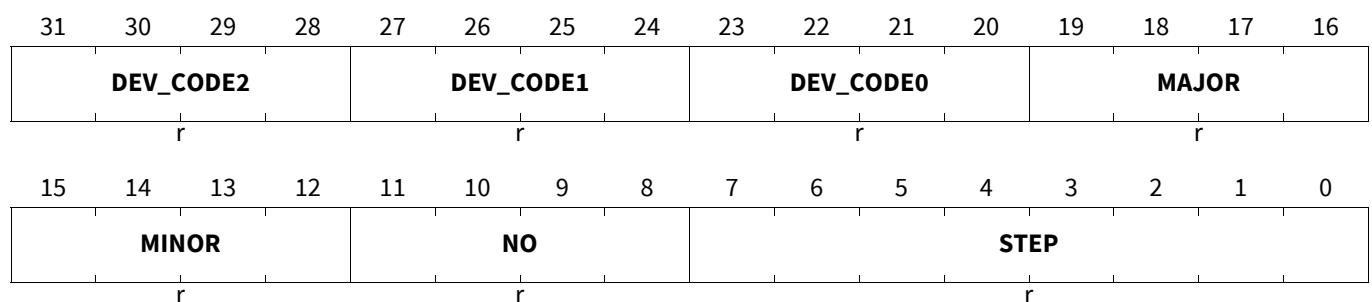 31 30 29 28 27 26 25 24 23 22 21 20 19 18 17 16
DEV_CODE2 DEV_CODE1 DEV_CODE0 MAJOR
r r r r
15 14 13 12 11 10 9 8 7 6 5 4 3 2 1 0
MINOR NO STEP
r r r